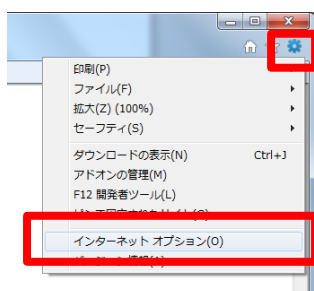 印刷(P)
ファイル(F)
拡大(Z) (100%)
セーフティ(S)
ダウンロードの表示(N) Ctrl+J
アドオンの管理(M)
F12 開発者ツール(L)
インターネット オプション(O)